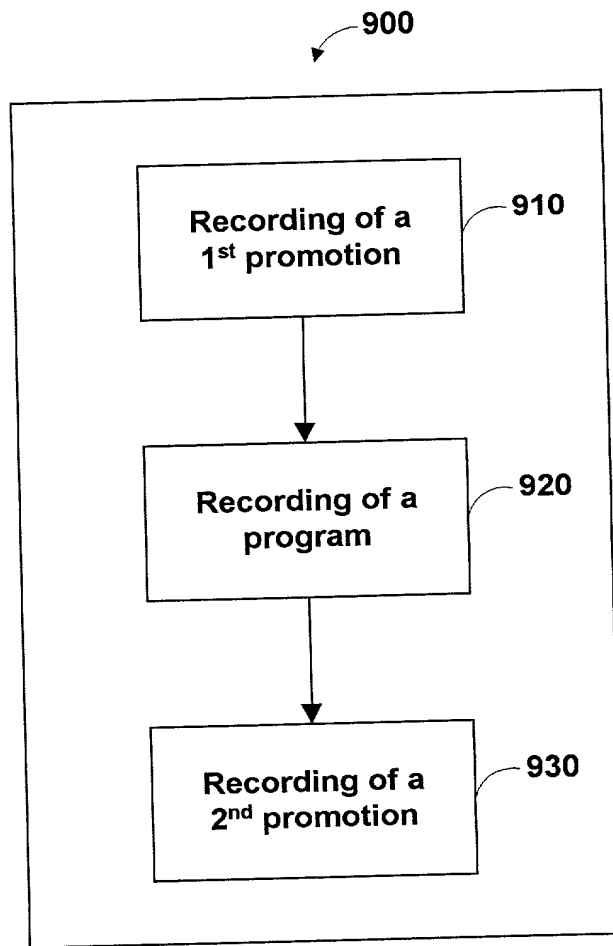 900
Recording of a
1st promotion
910
Recording of a
program
920
Recording of a
2nd promotion
930